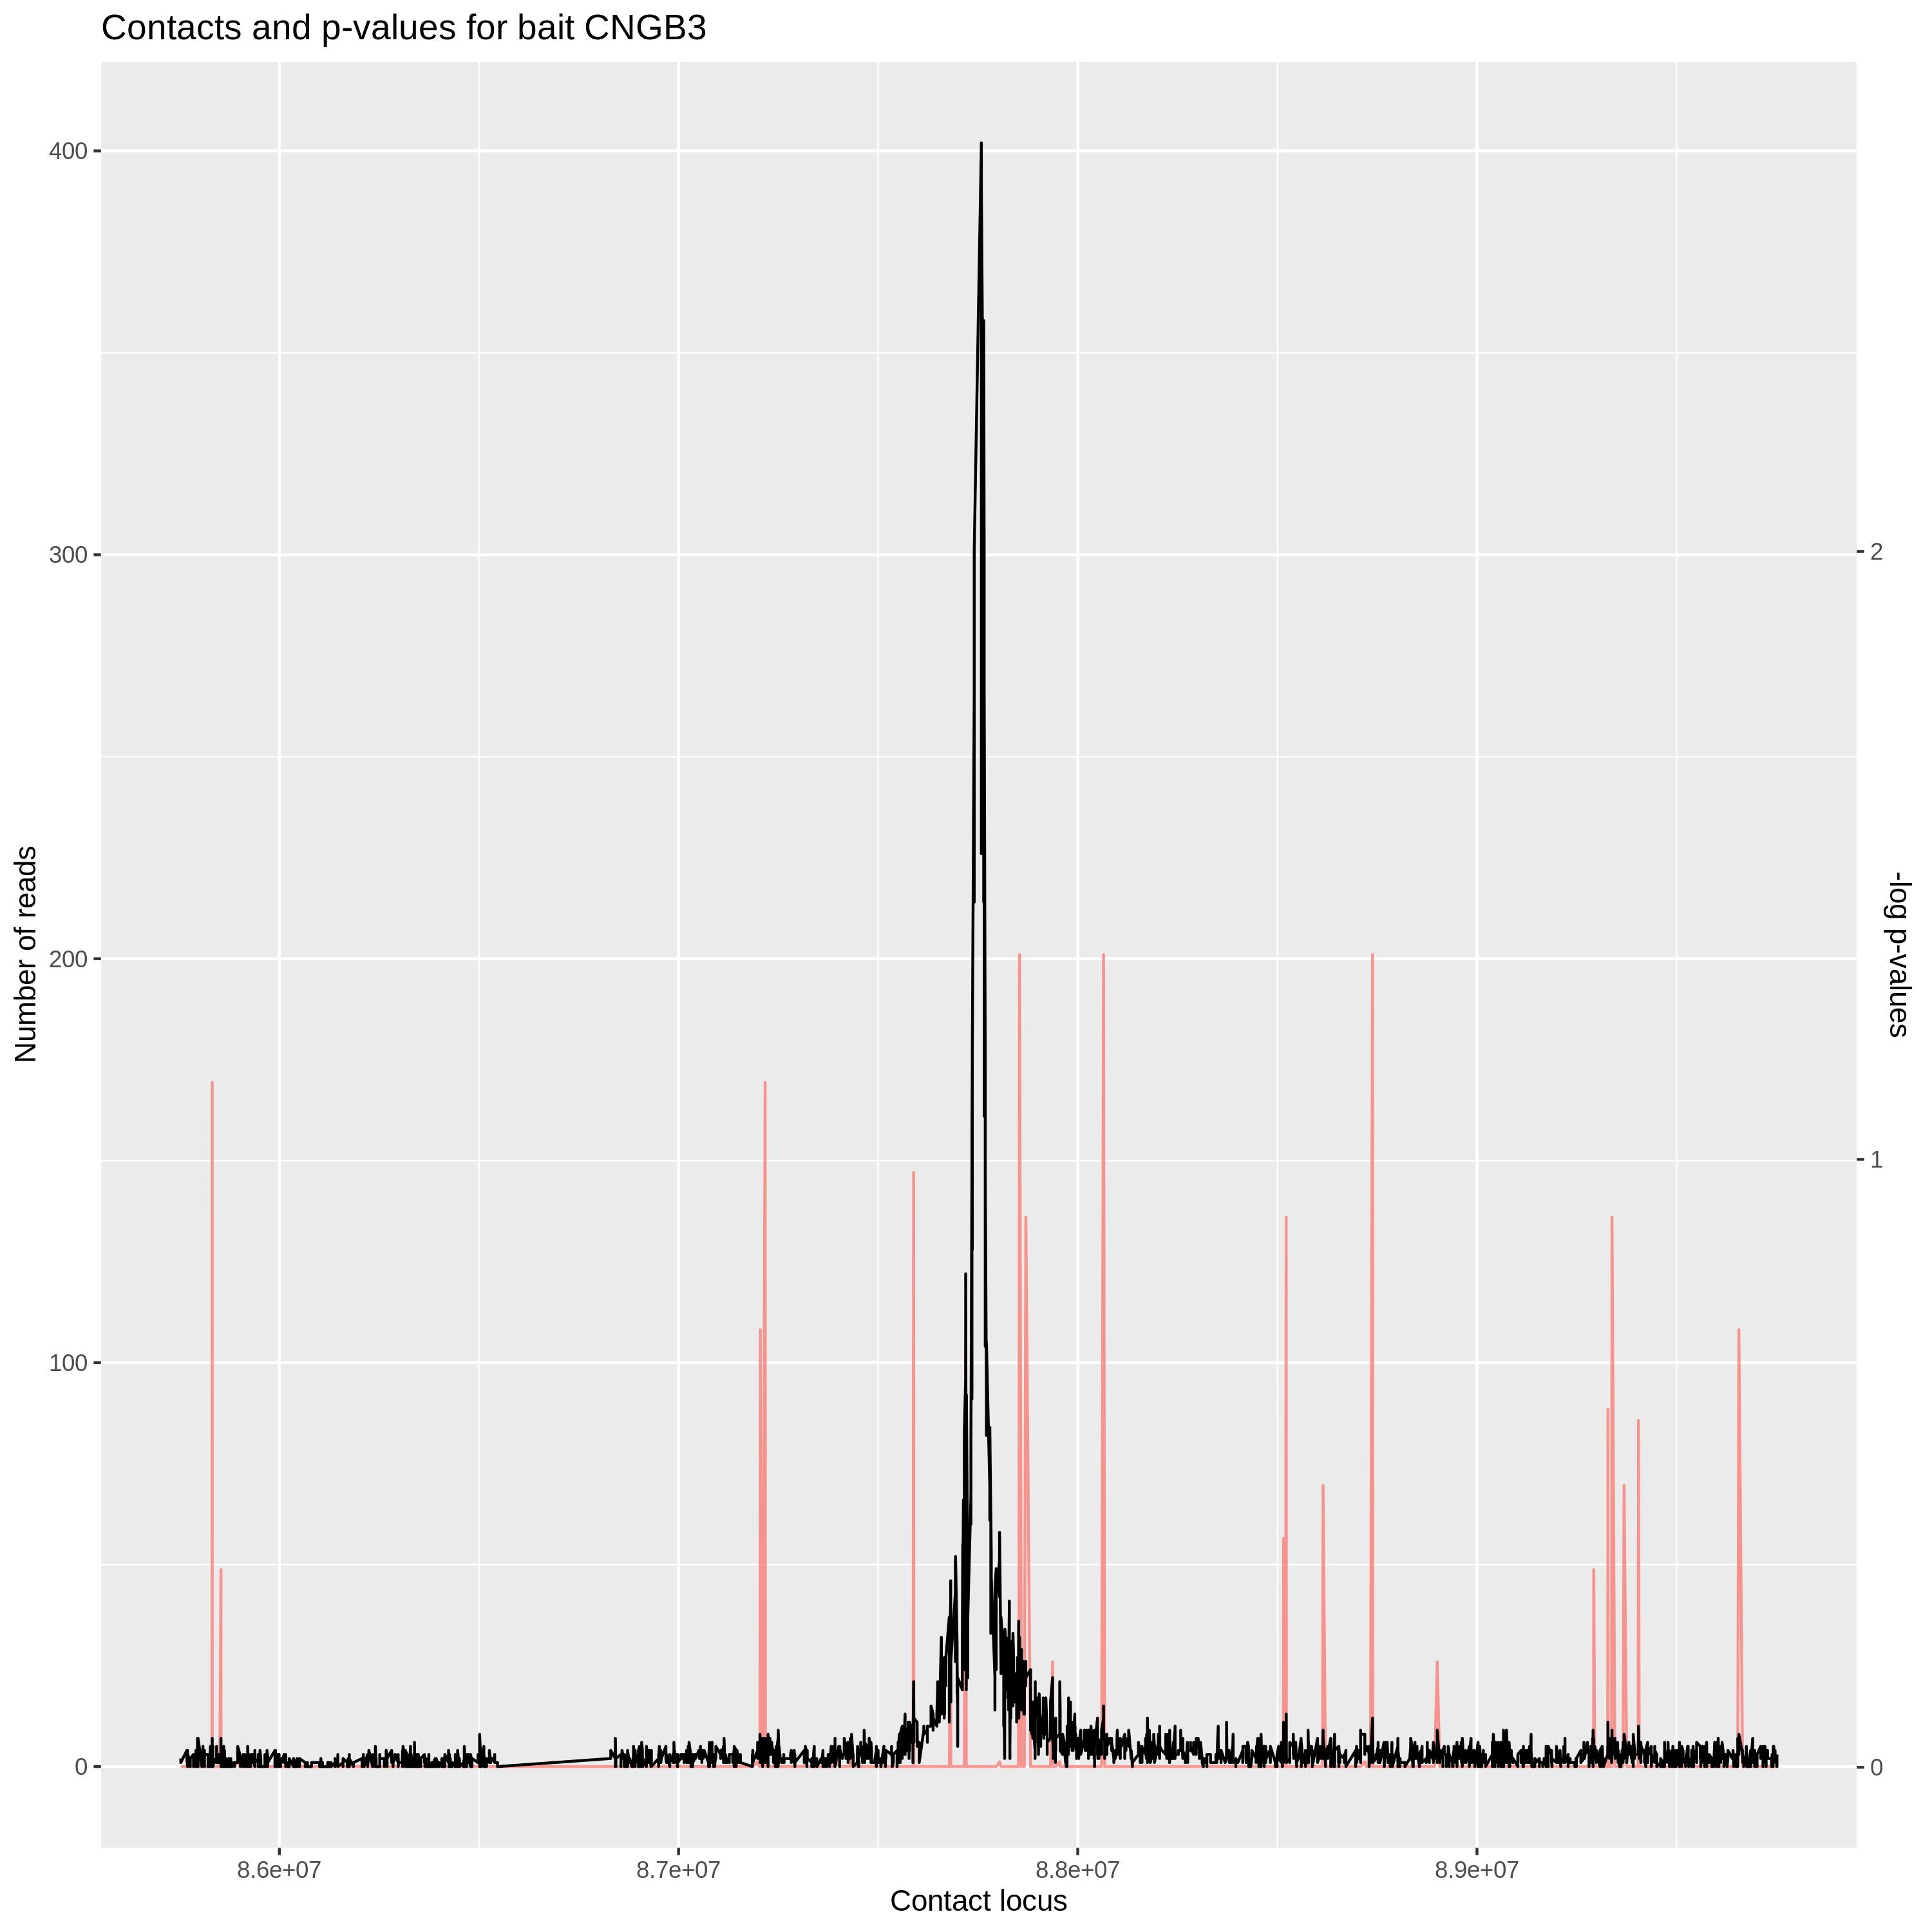 Contacts and p-values for bait CNGB3
400
300
200
100
0
Number of reads
2
1
0
-log p-values
8.6e+07
8.7e+07
8.8e+07
8.9e+07
Contact locus